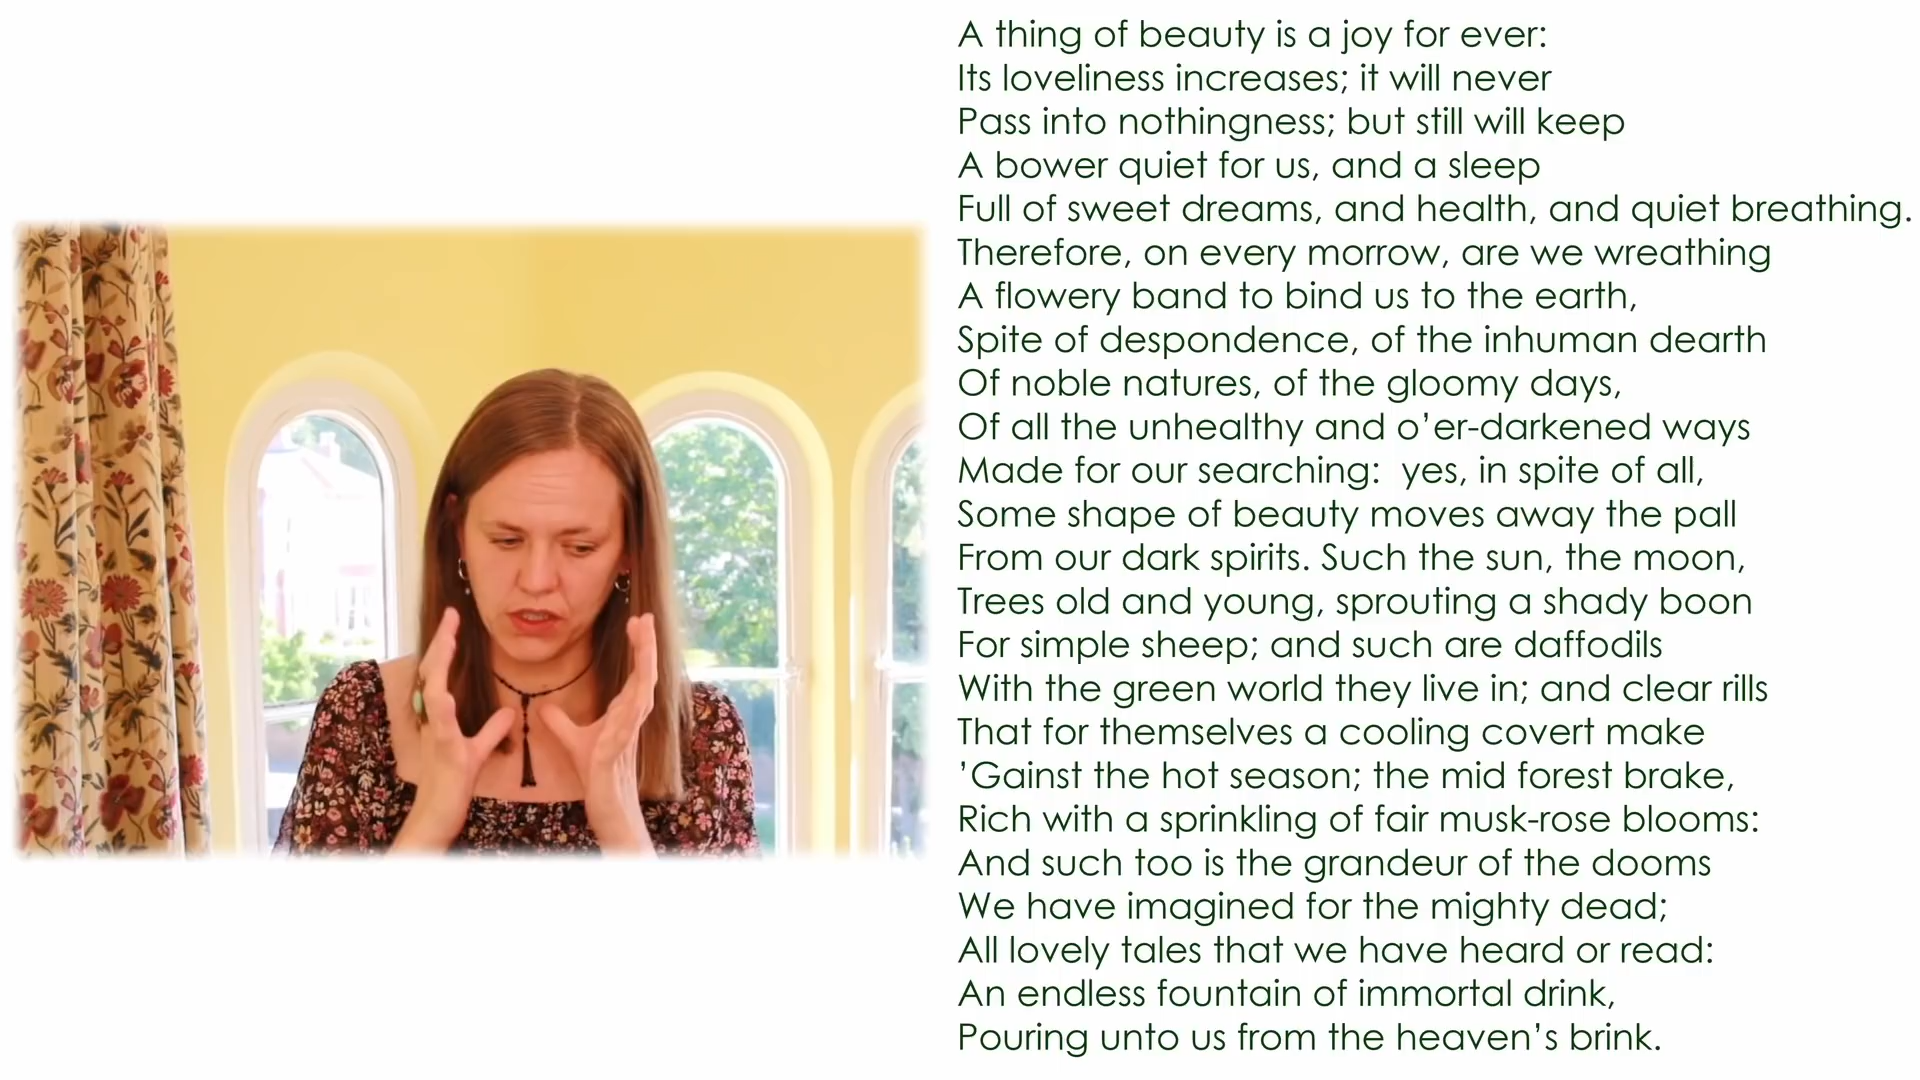 A thing of beauty is a joy for ever:
Its loveliness increases; it will never
Pass into nothingness; but still will keep
A bower quiet for us, and a sleep
Full of sweet dreams, and health, and quiet breathing.
Therefore, on every morrow, are we wreathing
A flowery band to bind us to the earth,
Spite of despondence, of the inhuman dearth
Of noble natures, of the gloomy days,
Of all the unhealthy and o’er-darkened ways
Made for our searching:  yes, in spite of all,
Some shape of beauty moves away the pall
From our dark spirits. Such the sun, the moon,
Trees old and young, sprouting a shady boon
For simple sheep; and such are daffodils
With the green world they live in; and clear rills
That for themselves a cooling covert make
’Gainst the hot season; the mid forest brake,
Rich with a sprinkling of fair musk-rose blooms:
And such too is the grandeur of the dooms
We have imagined for the mighty dead;
All lovely tales that we have heard or read:
An endless fountain of immortal drink,
Pouring unto us from the heaven’s brink.